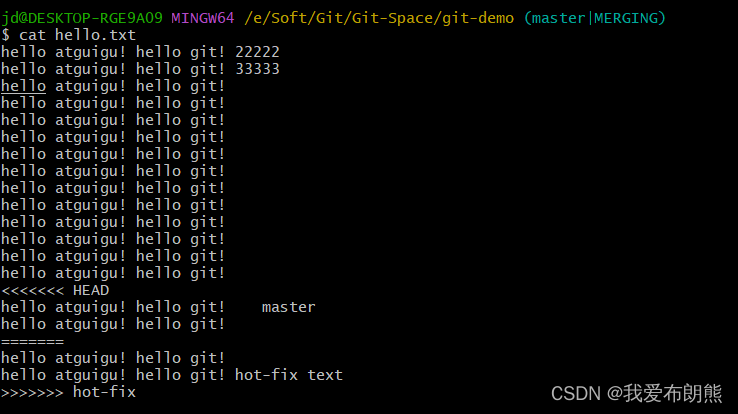 jd@DESKTOP-RGE9AO9 MINGW64 /e/Soft/Git/Git-Space/git-demo (master|MERGING)
$ cat hello.txt
hello atguigu! hello git! 22222
hello atguigu! hello git! 33333
hello atguigu! hello git!
hello atguigu! hello git!
hello atguigu! hello git!
hello atguigu! hello git!
hello atguigu! hello git!
hello atguigu! hello git!
hello atguigu! hello git!
hello atguigu! hello git!
hello atguigu! hello git!
hello atguigu! hello git!
hello atguigu! hello git!
hello atguigu! hello git!
<<<<<<< HEAD
hello atguigu! hello git!    master
hello atguigu! hello git!
=======
hello atguigu! hello git!
hello atguigu! hello git! hot-fix text
>>>>>>> hot-fix
CSDN @我爱布朗熊